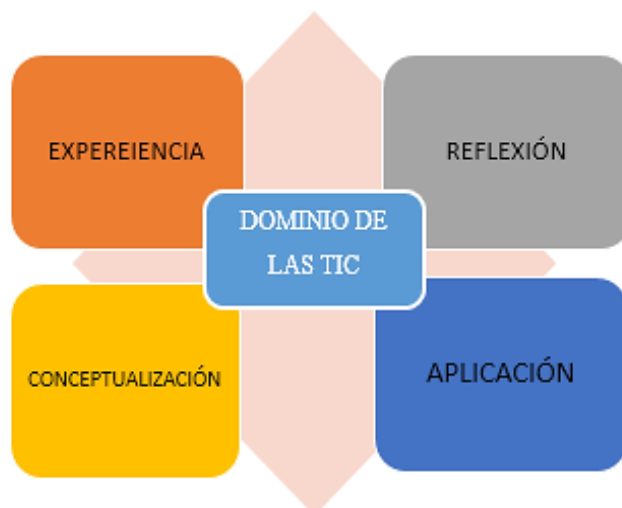 EXPEREIENCIA
REFLEXIÓN
DOMINIO DE
LAS TIC
CONCEPTUALIZACIÓN
APLICACIÓN